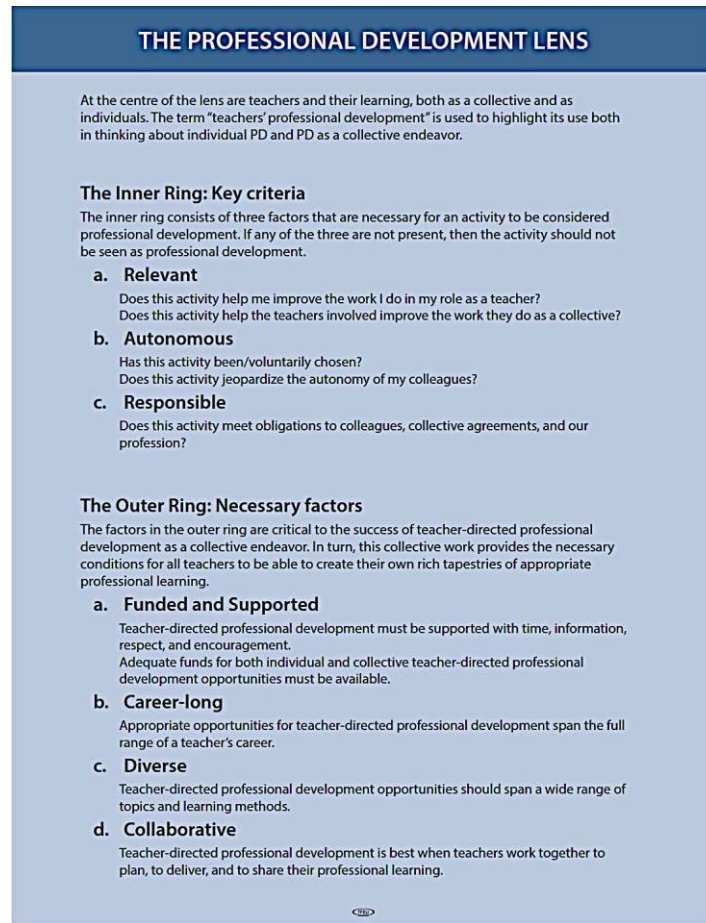 THE PROFESSIONAL DEVELOPMENT LENS
At the centre of the lens are teachers and their learning, both as a collective and as
individuals. The term “teachers’ professional development” is used to highlight its use both
in thinking about individual PD and PD as a collective endeavor.
The Inner Ring: Key criteria
The inner ring consists of three factors that are necessary for an activity to be considered
professional development. If any of the three are not present, then the activity should not
be seen as professional development.
a. Relevant
Does this activity help me improve the work I do in my role as a teacher?
Does this activity help the teachers involved improve the work they do as a collective?
b. Autonomous
Has this activity been/voluntarily chosen?
Does this activity jeopardize the autonomy of my colleagues?
c. Responsible
Does this activity meet obligations to colleagues, collective agreements, and our
profession?
The Outer Ring: Necessary factors
The factors in the outer ring are critical to the success of teacher-directed professional
development as a collective endeavor. In turn, this collective work provides the necessary
conditions for all teachers to be able to create their own rich tapestries of appropriate
professional learning.
a. Funded and Supported
Teacher-directed professional development must be supported with time, information,
respect, and encouragement.
Adequate funds for both individual and collective teacher-directed professional
development opportunities must be available.
b. Career-long
Appropriate opportunities for teacher-directed professional development span the full
range of a teacher’s career.
c. Diverse
Teacher-directed professional development opportunities should span a wide range of
topics and learning methods.
d. Collaborative
Teacher-directed professional development is best when teachers work together to
plan, to deliver, and to share their professional learning.